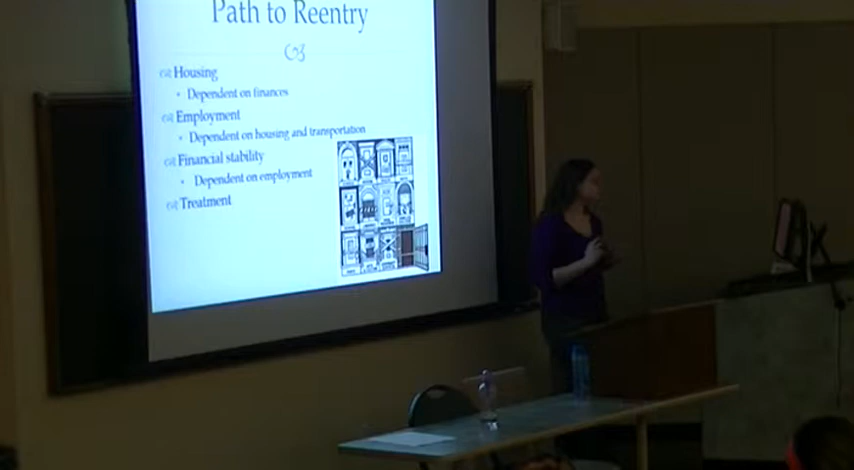 Path to Reentry
Housing
• Dependent on finances
Employment
• Dependent on housing and transportation
Financial stability
• Dependent on employment
Treatment